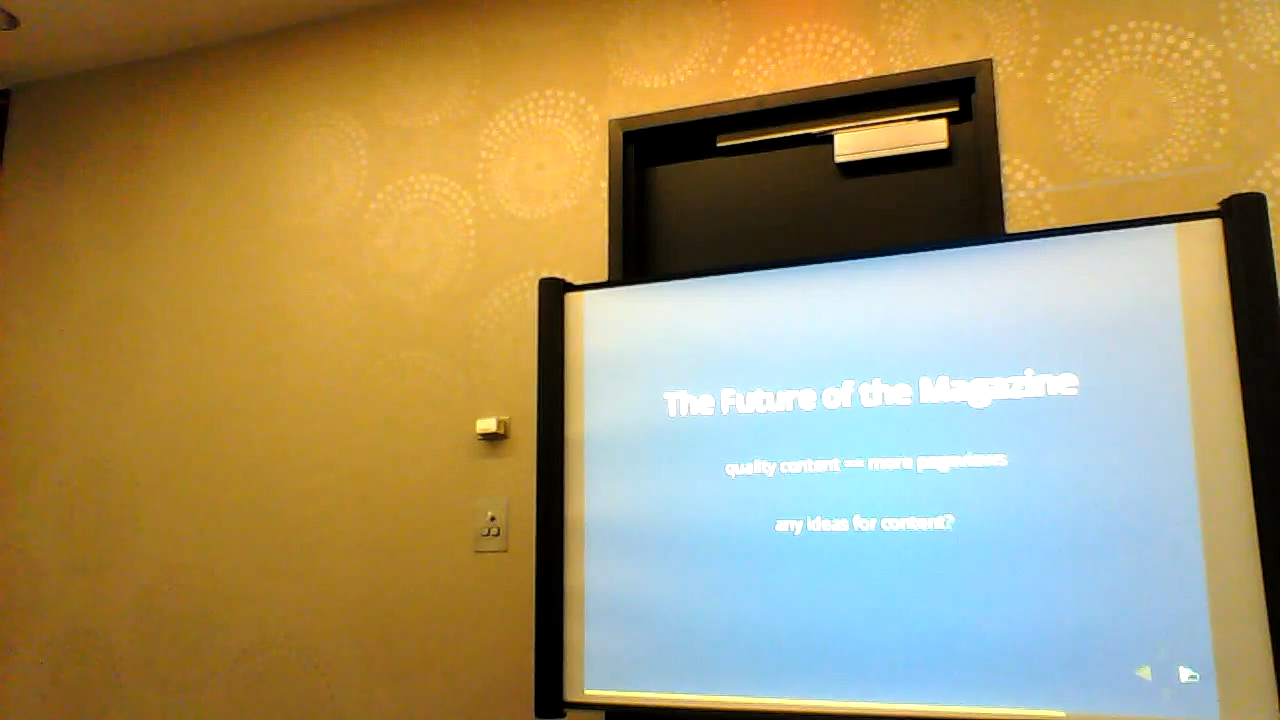 The Future of the Magazine
quality content == more pageviews
any ideas for content?